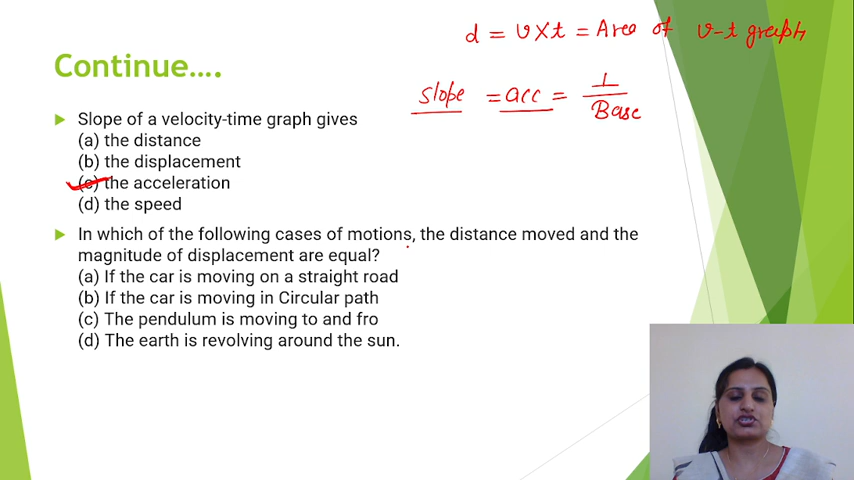 d = v × t = Area of v-t graph
Continue....
slope = acc = ⊥ / Base
Slope of a velocity-time graph gives
(a) the distance
(b) the displacement
(c) the acceleration
(d) the speed
In which of the following cases of motions, the distance moved and the
magnitude of displacement are equal?
(a) If the car is moving on a straight road
(b) If the car is moving in Circular path
(c) The pendulum is moving to and fro
(d) The earth is revolving around the sun.